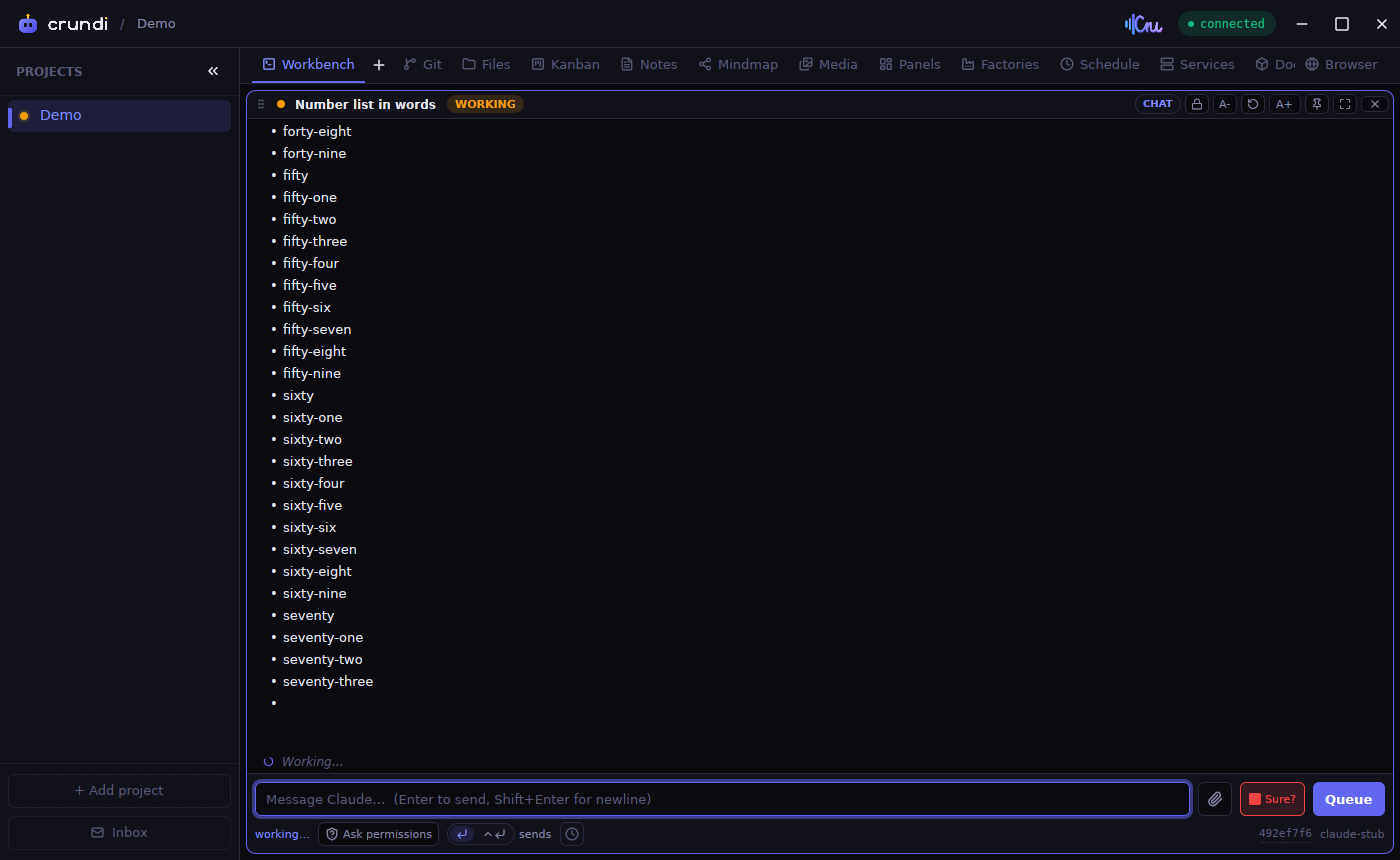 crundi / Demo
Cru
connected
PROJECTS
Workbench
Git
Files
Kanban
Notes
Mindmap
Media
Panels
Factories
Schedule
Services
Doc
Browser
Demo
Number list in words WORKING
CHAT
A-
A+
• forty-eight
• forty-nine
• fifty
• fifty-one
• fifty-two
• fifty-three
• fifty-four
• fifty-five
• fifty-six
• fifty-seven
• fifty-eight
• fifty-nine
• sixty
• sixty-one
• sixty-two
• sixty-three
• sixty-four
• sixty-five
• sixty-six
• sixty-seven
• sixty-eight
• sixty-nine
• seventy
• seventy-one
• seventy-two
• seventy-three
•
Working...
+ Add project
Inbox
Message Claude... (Enter to send, Shift+Enter for newline)
Sure?
Queue
working...
Ask permissions
sends
492ef7f6 claude-stub